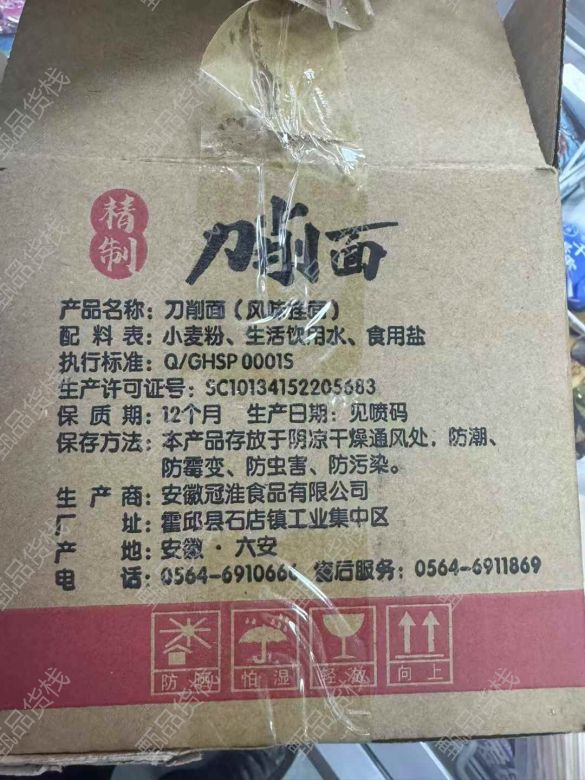 精制
刀削面
产品名称：刀削面（风味挂面）
配 料 表：小麦粉、生活饮用水、食用盐
执行标准：Q/GHSP 0001S
生产许可证号：SC10134152205683
保 质 期：12个月 生产日期：见喷码
保存方法：本产品存放于阴凉干燥通风处，防潮、
防霉变、防虫害、防污染。
生 产 商：安徽冠淮食品有限公司
厂 址：霍邱县石店镇工业集中区
产 地：安徽·六安
电 话：0564-6910666 售后服务：0564-6911869
防晒 怕湿 轻放 向上
甄品货栈